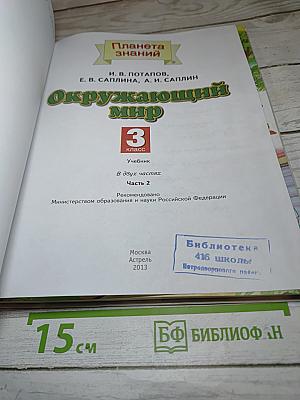 Планета
знаний
И. В. ПОТАПОВ,
Е. В. САПЛИНА, А. И. САПЛИН
Окружающий
мир
3
класс
Учебник
В двух частях
Часть 2
Рекомендовано
Министерством образования и науки Российской Федерации
Москва
Астрель
2013
Библиотека
416 школы
Петродворцового
15 см
БФ БИБЛИОФАН